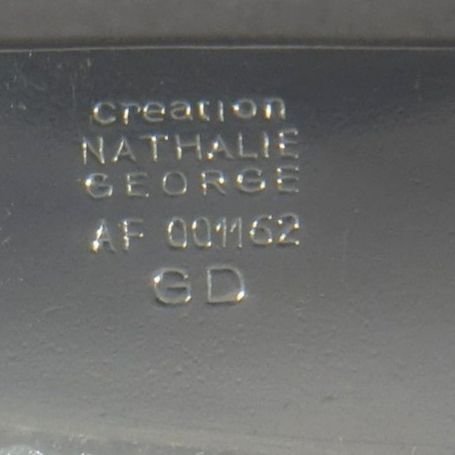 creation
NATHALIE
GEORGE
AF 001162
GD